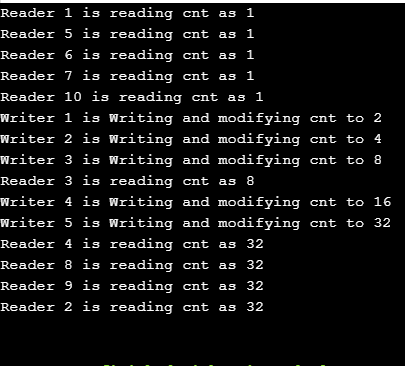 Reader 1 is reading cnt as 1
Reader 5 is reading cnt as 1
Reader 6 is reading cnt as 1
Reader 7 is reading cnt as 1
Reader 10 is reading cnt as 1
Writer 1 is Writing and modifying cnt to 2
Writer 2 is Writing and modifying cnt to 4
Writer 3 is Writing and modifying cnt to 8
Reader 3 is reading cnt as 8
Writer 4 is Writing and modifying cnt to 16
Writer 5 is Writing and modifying cnt to 32
Reader 4 is reading cnt as 32
Reader 8 is reading cnt as 32
Reader 9 is reading cnt as 32
Reader 2 is reading cnt as 32